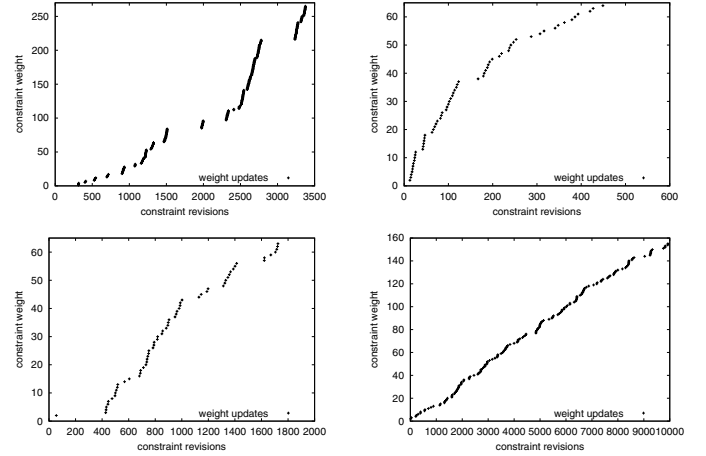 250
200
150
100
50
0
constraint weight
weight updates
0 500 1000 1500 2000 2500 3000 3500
constraint revisions
60
50
40
30
20
10
0
constraint weight
weight updates
0 100 200 300 400 500 600
constraint revisions
60
50
40
30
20
10
0
constraint weight
weight updates
0 200 400 600 800 1000 1200 1400 1600 1800 2000
constraint revisions
160
140
120
100
80
60
40
20
0
constraint weight
weight updates
0 1000 2000 3000 4000 5000 6000 7000 8000 9000 10000
constraint revisions